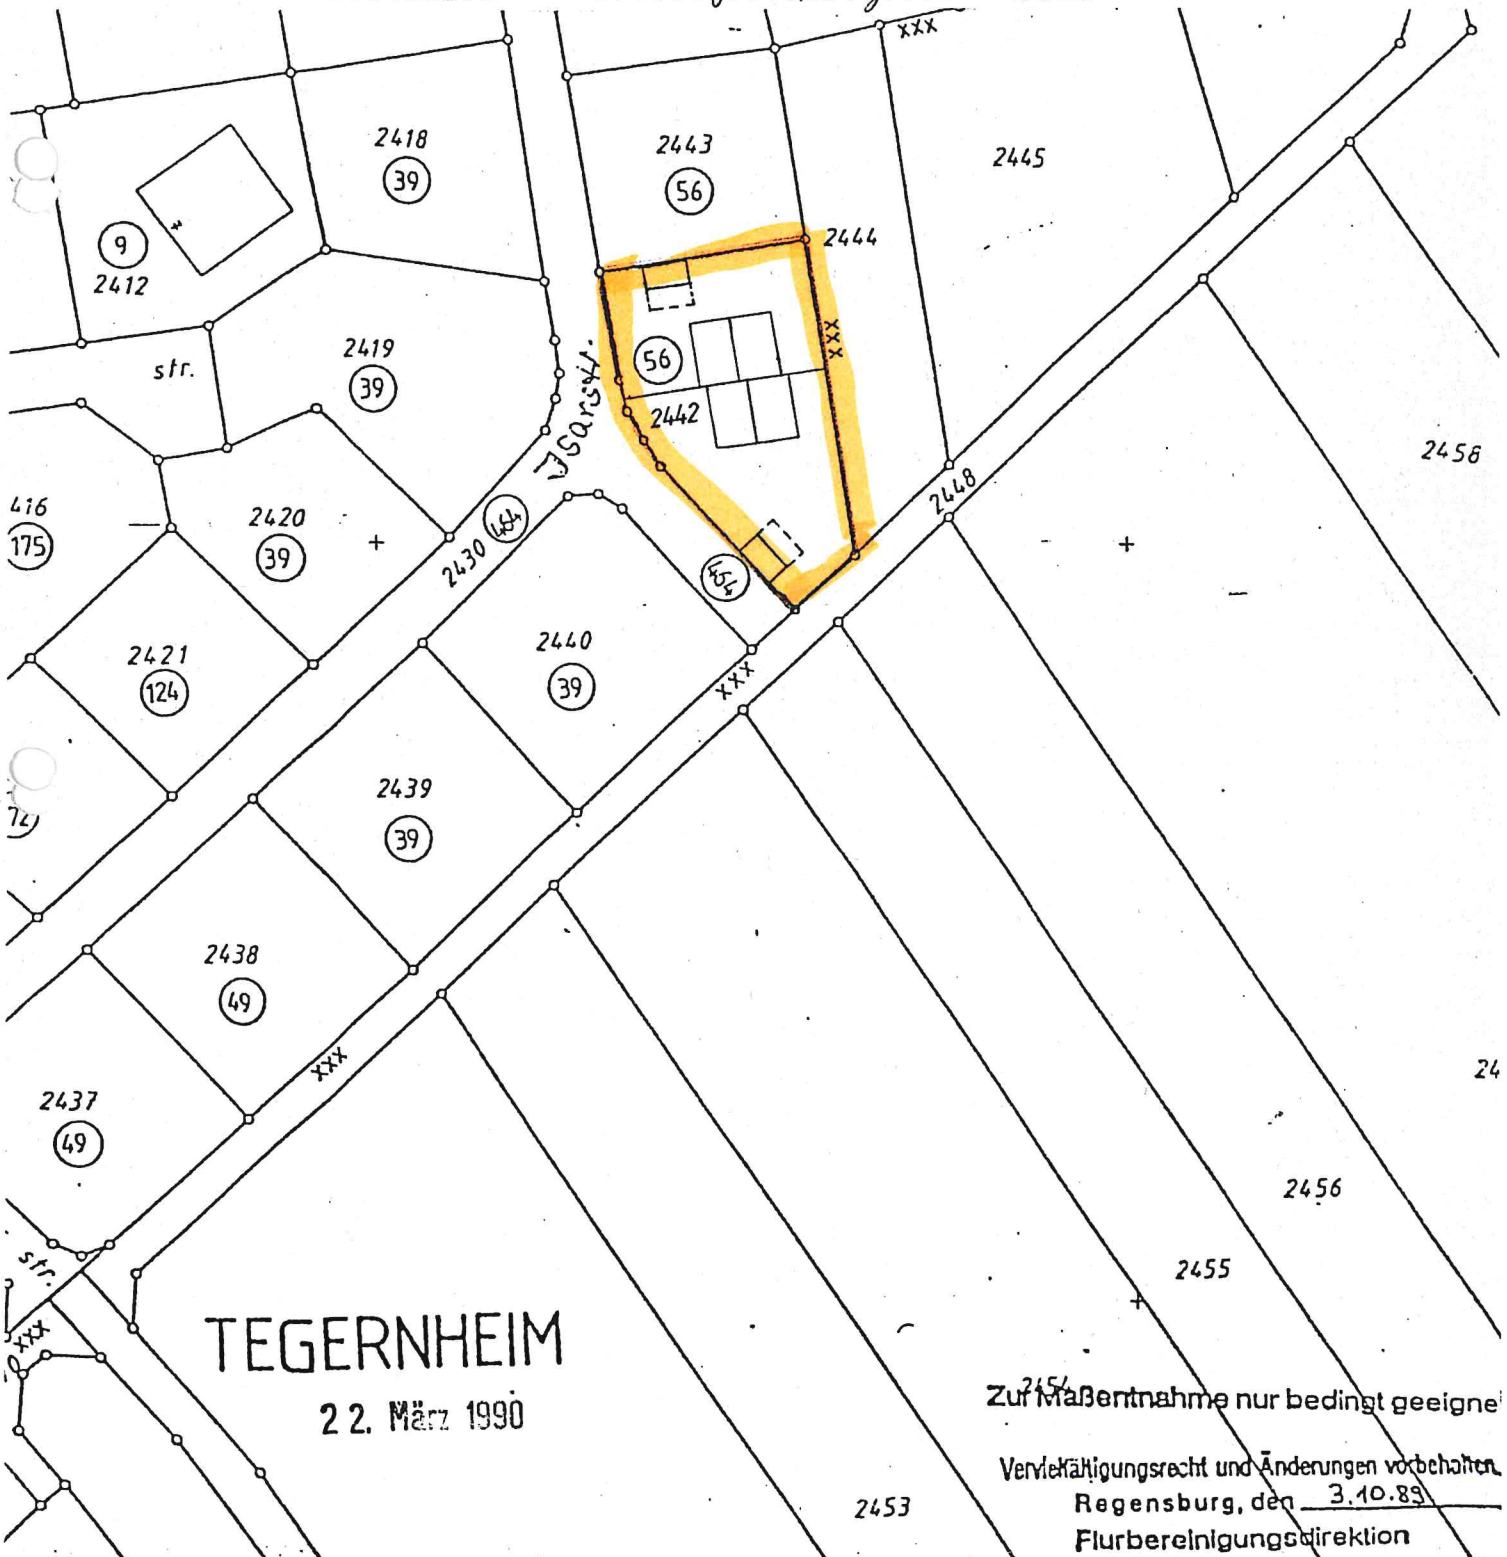 xxx
2418
39
2443
56
2445
9
2412
2444
str.
2419
39
56
xxx
Isarstr.
2442
2458
416
175
2420
39
2430
464
2448
464
2421
124
2440
39
xxx
72
2439
39
2438
49
xxx
2437
49
24
2456
str.
2455
xxx
TEGERNHEIM
22. März 1990
2454
Zur Maßentnahme nur bedingt geeignet
Vervielfältigungsrecht und Änderungen vorbehalten.
2453
Regensburg, den 3.10.89
Flurbereinigungsdirektion